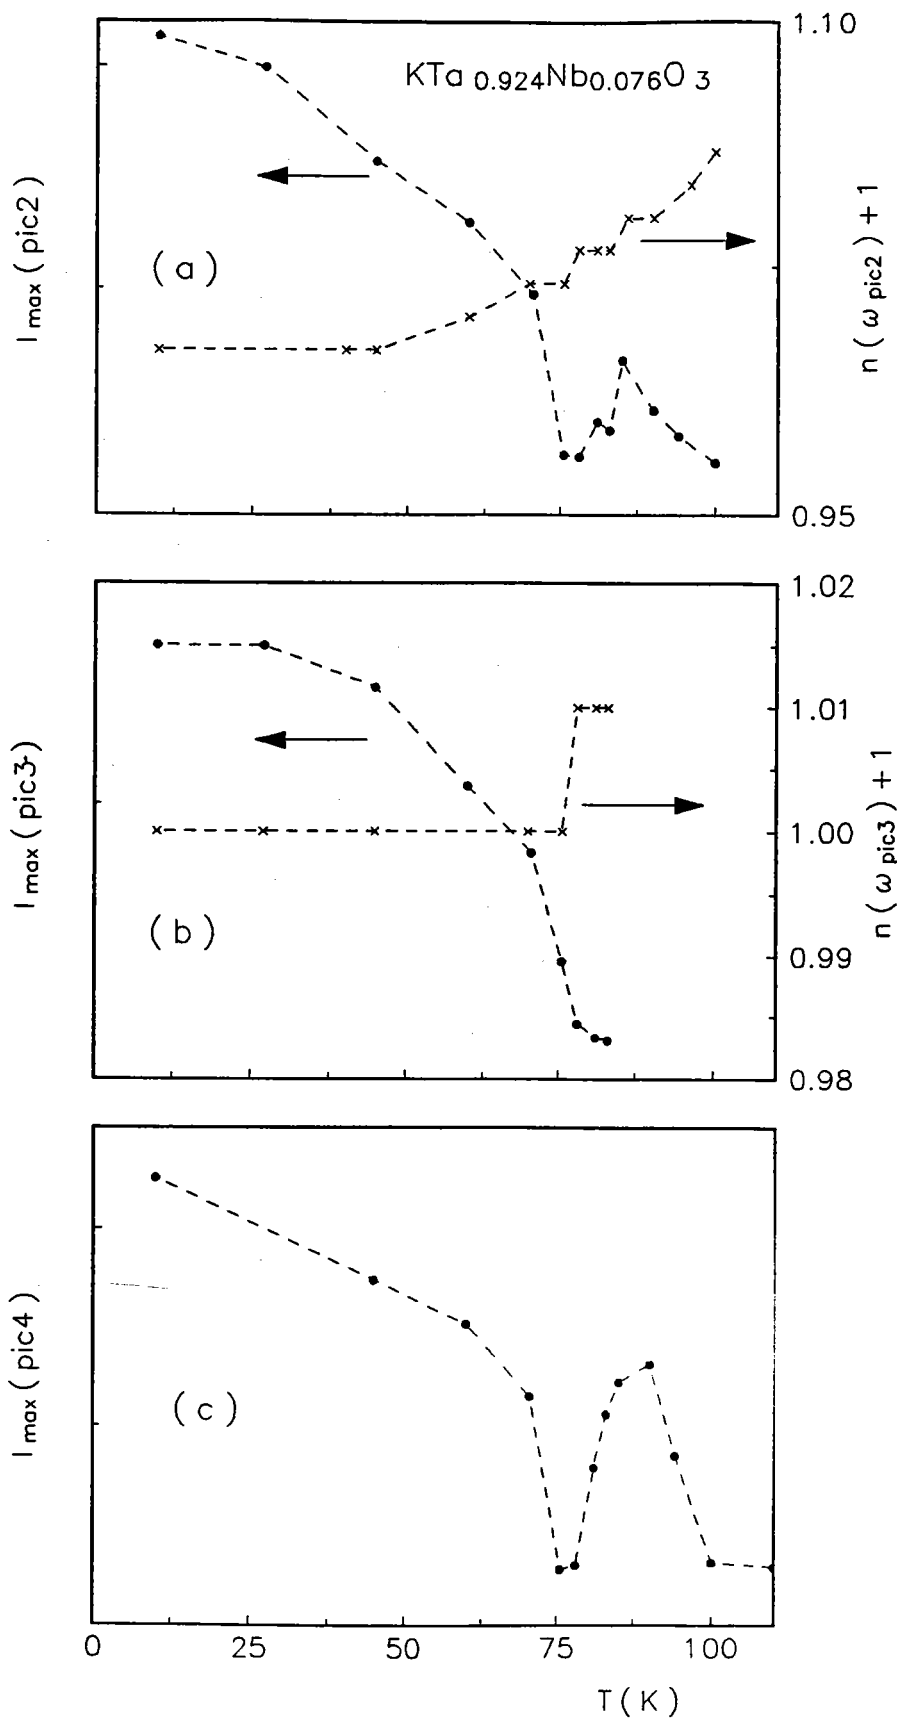 1.10
KTa 0.924Nb0.076O 3
I max ( pic2 )
( a )
n ( ω pic2 ) + 1
0.95
1.02
1.01
I max ( pic3 )
1.00
n ( ω pic3 ) + 1
( b )
0.99
0.98
I max ( pic4 )
( c )
0 25 50 75 100
T ( K )